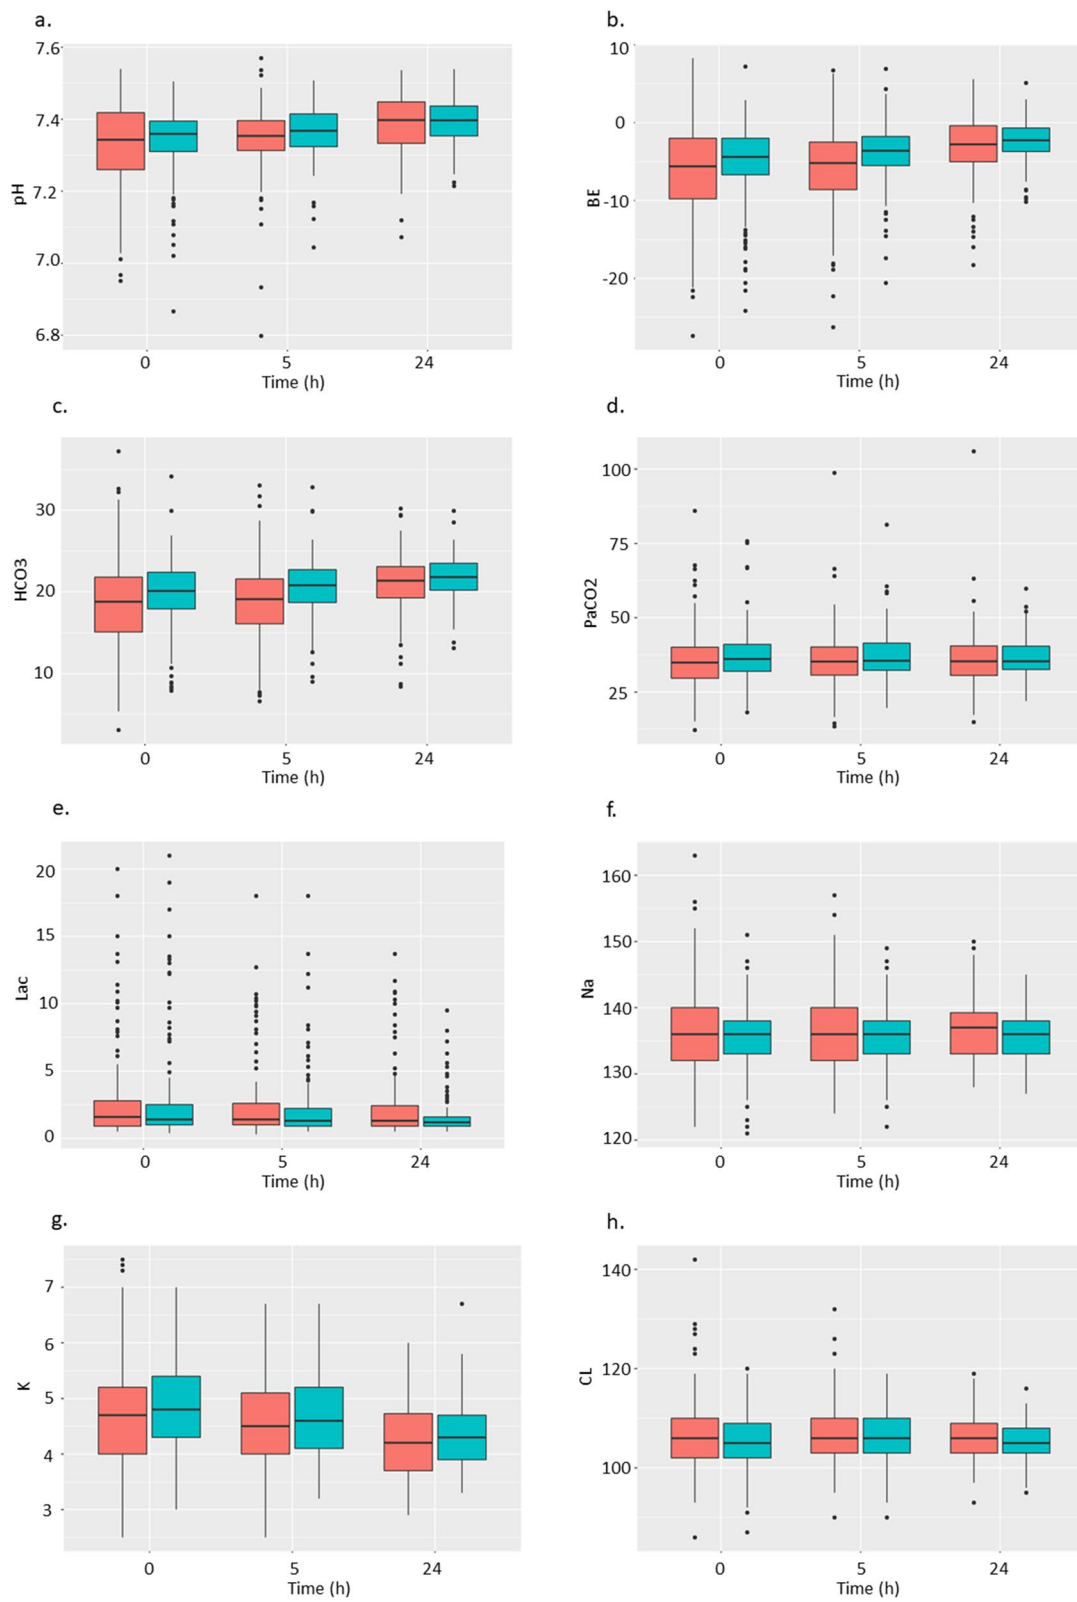 a.
7.6
7.4
7.2
7.0
6.8
pH
0 5 24
Time (h)
b.
10
0
-10
-20
BE
0 5 24
Time (h)
c.
30
20
10
HCO3
0 5 24
Time (h)
d.
100
75
50
25
PaCO2
0 5 24
Time (h)
e.
20
15
10
5
0
Lac
0 5 24
Time (h)
f.
160
150
140
130
120
Na
0 5 24
Time (h)
g.
7
6
5
4
3
K
0 5 24
Time (h)
h.
140
120
100
CL
0 5 24
Time (h)